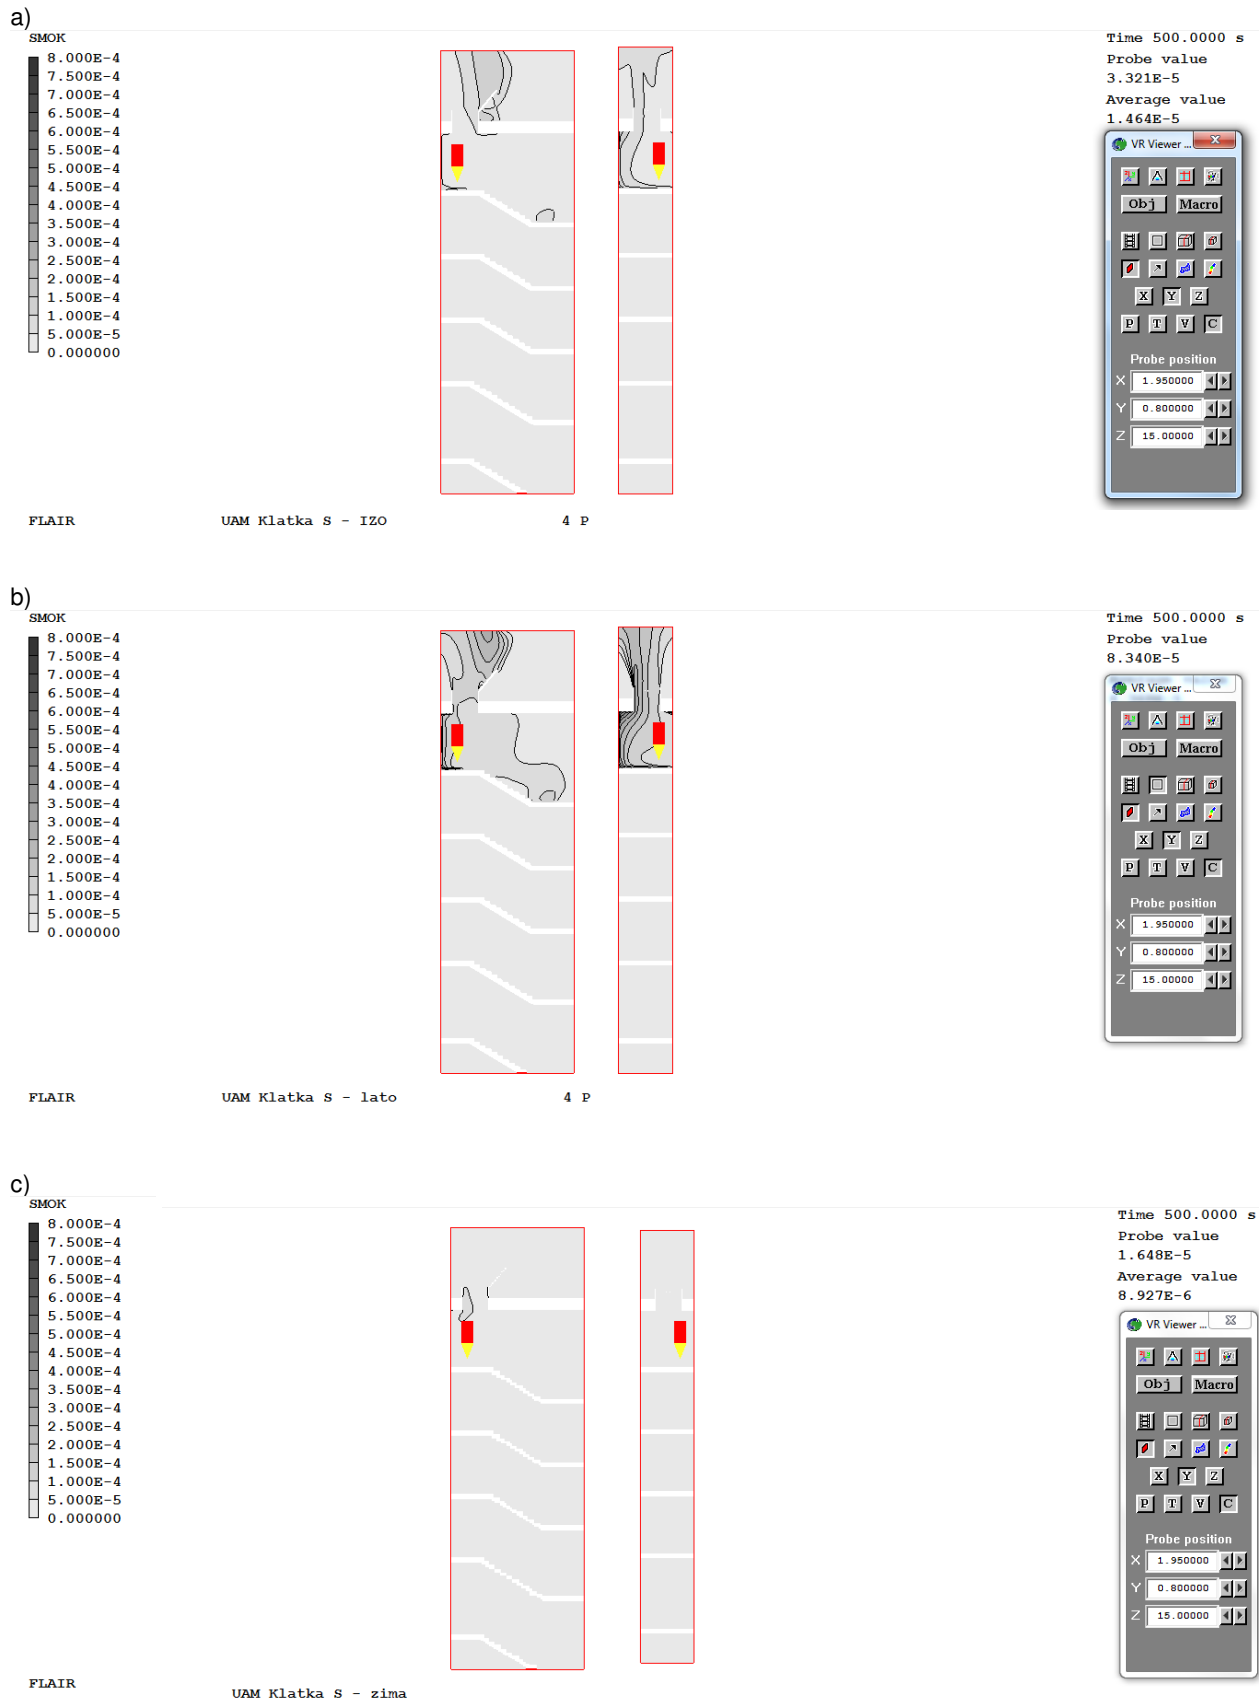 a)
SMOK
8.000E-4
7.500E-4
7.000E-4
6.500E-4
6.000E-4
5.500E-4
5.000E-4
4.500E-4
4.000E-4
3.500E-4
3.000E-4
2.500E-4
2.000E-4
1.500E-4
1.000E-4
5.000E-5
0.000000
Time 500.0000 s
Probe value
3.321E-5
Average value
1.464E-5
VR Viewer ...
Obj Macro
X Y Z
P T V C
Probe position
X 1.950000
Y 0.800000
Z 15.00000
FLAIR UAM Klatka S - IZO 4 P
b)
SMOK
8.000E-4
7.500E-4
7.000E-4
6.500E-4
6.000E-4
5.500E-4
5.000E-4
4.500E-4
4.000E-4
3.500E-4
3.000E-4
2.500E-4
2.000E-4
1.500E-4
1.000E-4
5.000E-5
0.000000
Time 500.0000 s
Probe value
8.340E-5
VR Viewer ...
Obj Macro
X Y Z
P T V C
Probe position
X 1.950000
Y 0.800000
Z 15.00000
FLAIR UAM Klatka S - lato 4 P
c)
SMOK
8.000E-4
7.500E-4
7.000E-4
6.500E-4
6.000E-4
5.500E-4
5.000E-4
4.500E-4
4.000E-4
3.500E-4
3.000E-4
2.500E-4
2.000E-4
1.500E-4
1.000E-4
5.000E-5
0.000000
Time 500.0000 s
Probe value
1.648E-5
Average value
8.927E-6
VR Viewer ...
Obj Macro
X Y Z
P T V C
Probe position
X 1.950000
Y 0.800000
Z 15.00000
FLAIR
UAM Klatka S - zima